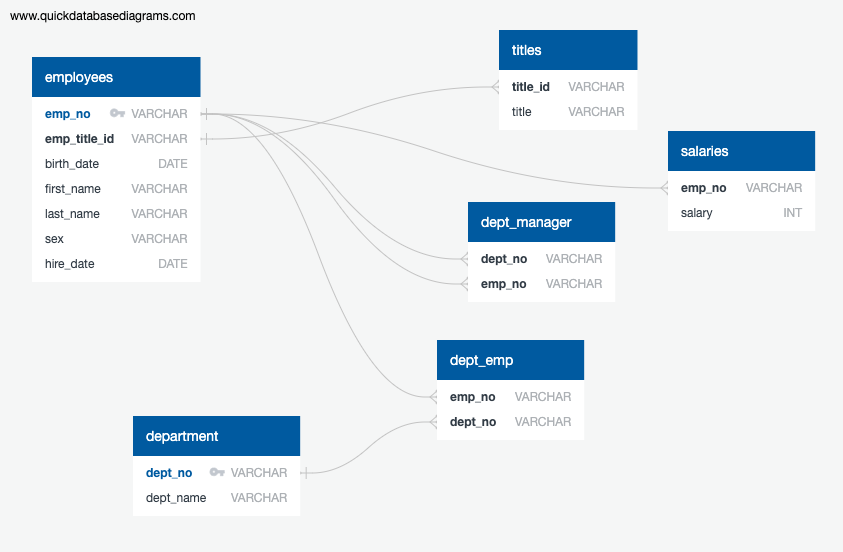 www.quickdatabasediagrams.com
employees
emp_no VARCHAR
emp_title_id VARCHAR
birth_date DATE
first_name VARCHAR
last_name VARCHAR
sex VARCHAR
hire_date DATE
titles
title_id VARCHAR
title VARCHAR
salaries
emp_no VARCHAR
salary INT
dept_manager
dept_no VARCHAR
emp_no VARCHAR
dept_emp
emp_no VARCHAR
dept_no VARCHAR
department
dept_no VARCHAR
dept_name VARCHAR